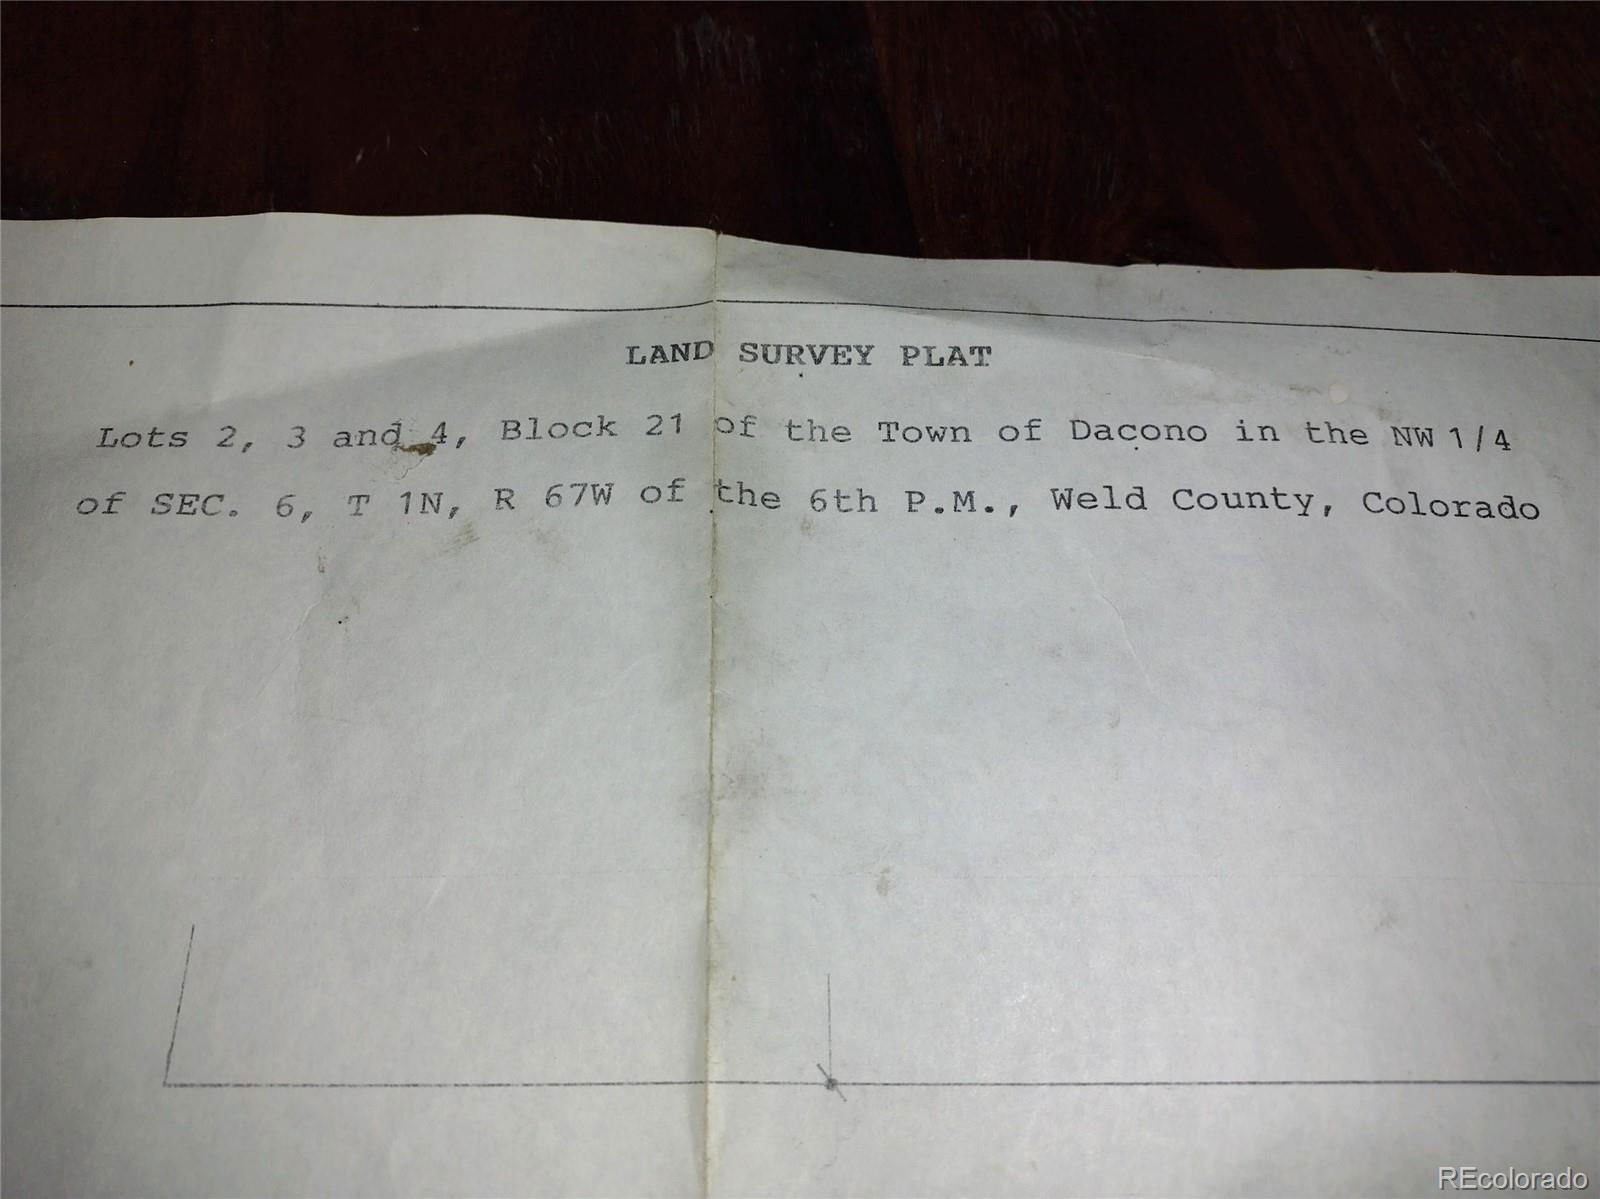 LAND SURVEY PLAT
Lots 2, 3 and 4, Block 21 of the Town of Dacono in the NW 1/4
of SEC. 6, T 1N, R 67W of the 6th P.M., Weld County, Colorado
REcolorado